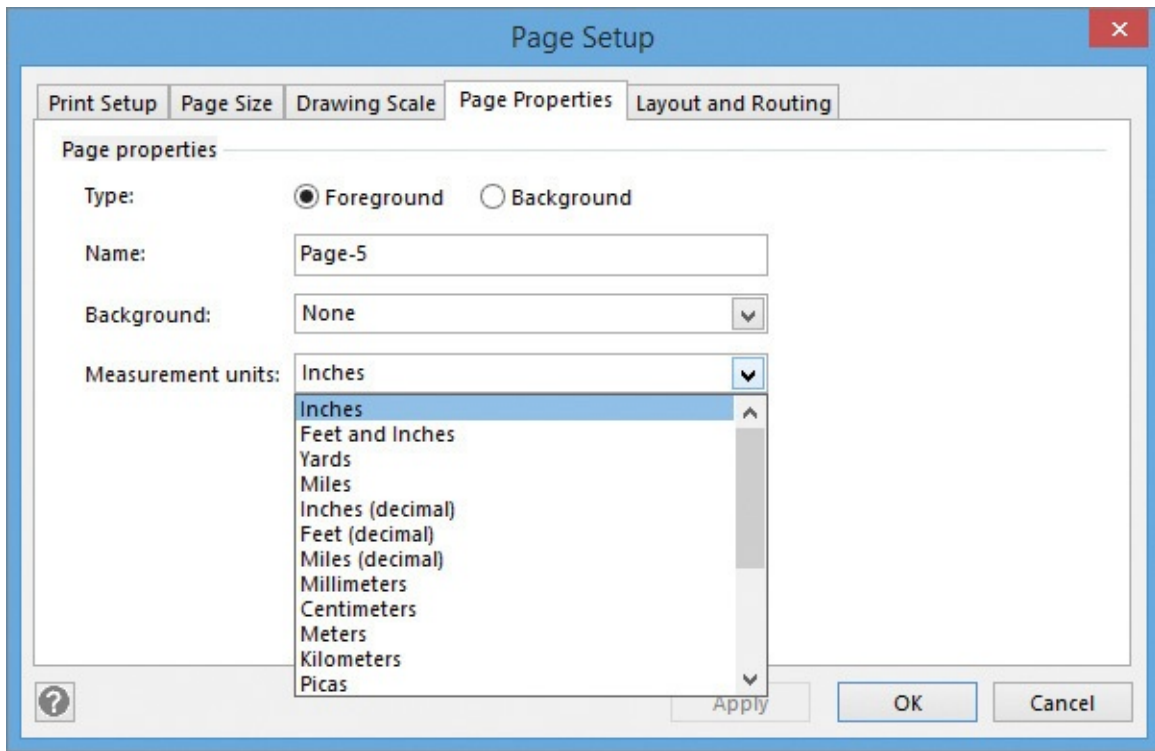 Page Setup
Print Setup Page Size Drawing Scale Page Properties Layout and Routing
Page properties
Type: Foreground Background
Name: Page-5
Background: None
Measurement units: Inches
Inches
Feet and Inches
Yards
Miles
Inches (decimal)
Feet (decimal)
Miles (decimal)
Millimeters
Centimeters
Meters
Kilometers
Picas
Apply OK Cancel